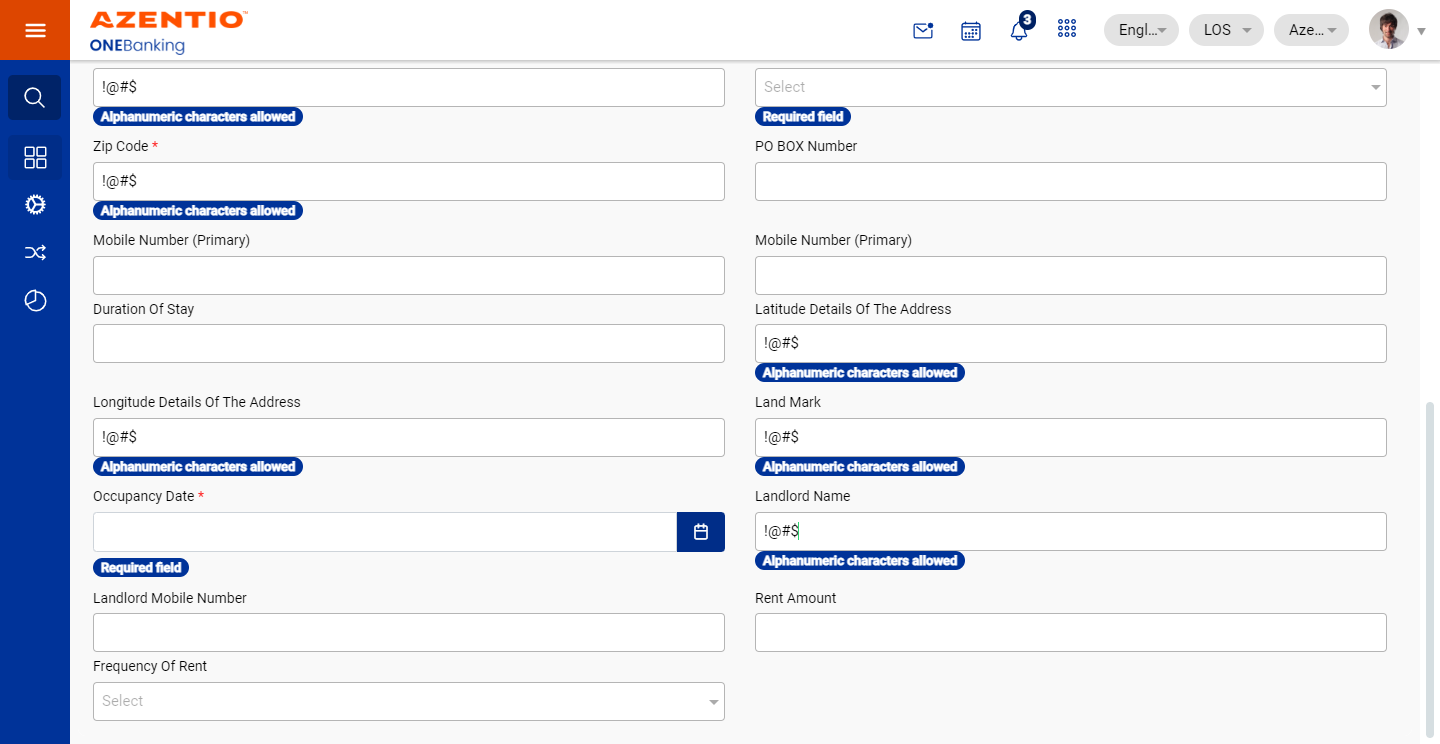 AZENTIO™
ONEBanking
3
Engl...
LOS
Aze...
!@#$
Select
Alphanumeric characters allowed
Required field
Zip Code *
PO BOX Number
!@#$
Alphanumeric characters allowed
Mobile Number (Primary)
Mobile Number (Primary)
Duration Of Stay
Latitude Details Of The Address
!@#$
Alphanumeric characters allowed
Longitude Details Of The Address
Land Mark
!@#$
!@#$
Alphanumeric characters allowed
Alphanumeric characters allowed
Occupancy Date *
Landlord Name
!@#$
Required field
Alphanumeric characters allowed
Landlord Mobile Number
Rent Amount
Frequency Of Rent
Select